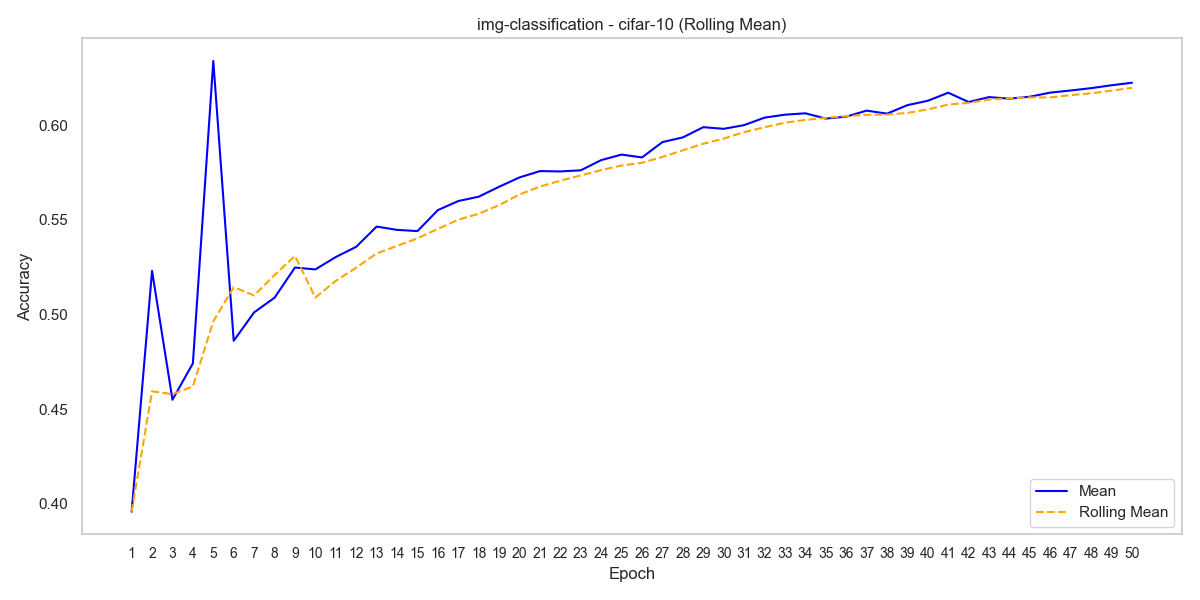 img-classification - cifar-10 (Rolling Mean)
Accuracy
0.60
0.55
0.50
0.45
0.40
Mean
Rolling Mean
1 2 3 4 5 6 7 8 9 10 11 12 13 14 15 16 17 18 19 20 21 22 23 24 25 26 27 28 29 30 31 32 33 34 35 36 37 38 39 40 41 42 43 44 45 46 47 48 49 50
Epoch